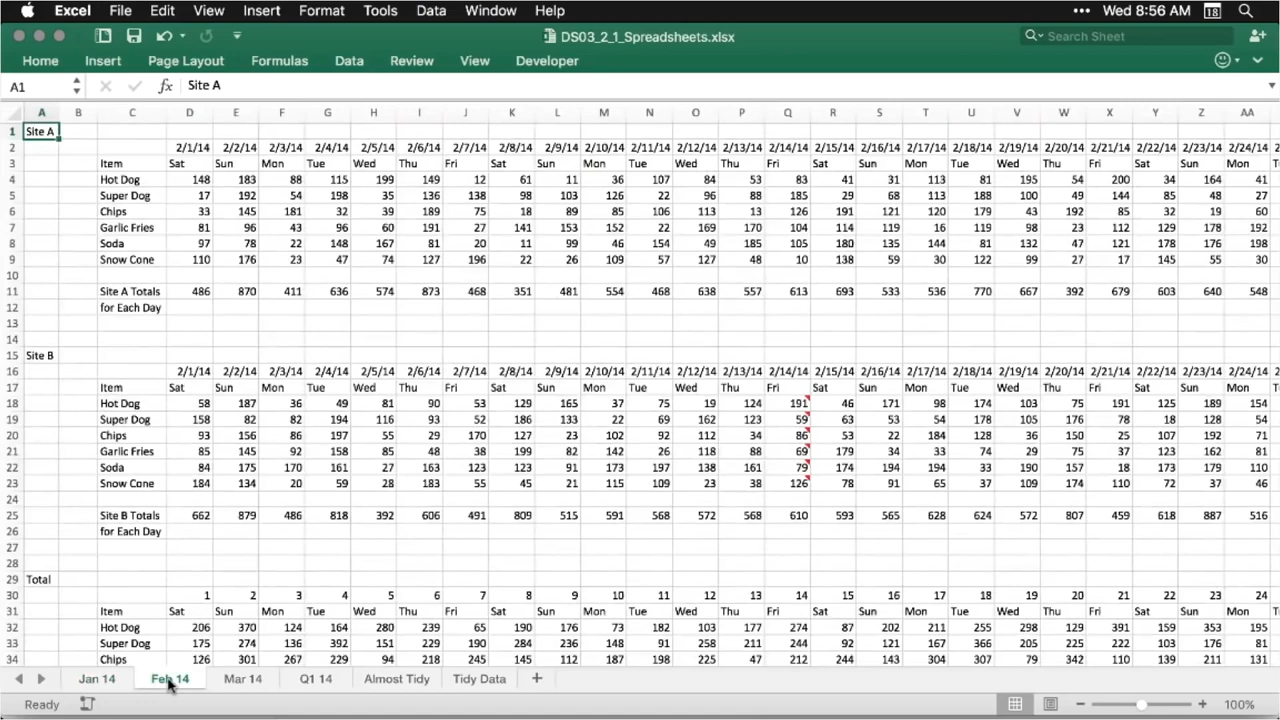 Excel File Edit View Insert Format Tools Data Window Help Wed 8:56 AM 18
DS03_2_1_Spreadsheets.xlsx Search Sheet
Home Insert Page Layout Formulas Data Review View Developer
A1 fx Site A
A B C D E F G H I J K L M N O P Q R S T U V W X Y Z AA
1 Site A
2 2/1/14 2/2/14 2/3/14 2/4/14 2/5/14 2/6/14 2/7/14 2/8/14 2/9/14 2/10/14 2/11/14 2/12/14 2/13/14 2/14/14 2/15/14 2/16/14 2/17/14 2/18/14 2/19/14 2/20/14 2/21/14 2/22/14 2/23/14 2/24/14
3 Item Sat Sun Mon Tue Wed Thu Fri Sat Sun Mon Tue Wed Thu Fri Sat Sun Mon Tue Wed Thu Fri Sat Sun Mon
4 Hot Dog 148 183 88 115 199 149 12 61 11 36 107 84 53 83 41 31 113 81 195 54 200 34 164 41
5 Super Dog 17 192 54 198 35 136 138 98 103 126 22 96 88 185 29 68 113 188 100 49 144 85 48 27
6 Chips 33 145 181 32 39 189 75 18 89 85 106 113 13 126 191 121 120 179 43 192 85 32 19 60
7 Garlic Fries 81 96 43 96 60 191 27 141 153 152 22 169 170 104 114 119 16 119 98 23 112 129 178 192
8 Soda 97 78 22 148 167 81 20 11 99 46 154 49 185 105 180 135 144 81 132 47 121 178 176 198
9 Snow Cone 110 176 23 47 74 127 196 22 26 109 57 127 48 10 138 59 30 122 99 27 17 145 55 30
10
11 Site A Totals 486 870 411 636 574 873 468 351 481 554 468 638 557 613 693 533 536 770 667 392 679 603 640 548
12 for Each Day
13
14
15 Site B
16 2/1/14 2/2/14 2/3/14 2/4/14 2/5/14 2/6/14 2/7/14 2/8/14 2/9/14 2/10/14 2/11/14 2/12/14 2/13/14 2/14/14 2/15/14 2/16/14 2/17/14 2/18/14 2/19/14 2/20/14 2/21/14 2/22/14 2/23/14 2/24/14
17 Item Sat Sun Mon Tue Wed Thu Fri Sat Sun Mon Tue Wed Thu Fri Sat Sun Mon Tue Wed Thu Fri Sat Sun Mon
18 Hot Dog 58 187 36 49 81 90 53 129 165 37 75 19 124 191 46 171 98 174 103 75 191 125 189 154
19 Super Dog 158 82 82 194 116 93 52 186 133 22 69 162 123 59 63 53 54 155 176 78 18 128 54
20 Chips 93 156 86 197 55 29 170 127 23 102 92 112 34 86 53 22 184 128 36 150 25 107 192 71
21 Garlic Fries 85 145 92 158 85 48 38 199 82 142 26 118 88 69 179 34 33 74 29 75 37 123 162 81
22 Soda 84 175 170 161 27 163 123 123 91 173 197 138 161 79 174 194 194 33 190 157 18 173 179 110
23 Snow Cone 184 134 20 59 28 183 55 45 21 115 109 23 38 126 78 91 65 37 109 174 110 72 37 46
24
25 Site B Totals 662 879 486 818 392 606 491 809 515 591 568 572 568 610 593 565 628 624 572 807 459 618 887 516
26 for Each Day
27
28
29 Total
30 1 2 3 4 5 6 7 8 9 10 11 12 13 14 15 16 17 18 19 20 21 22 23 24
31 Item Sat Sun Mon Tue Wed Thu Fri Sat Sun Mon Tue Wed Thu Fri Sat Sun Mon Tue Wed Thu Fri Sat Sun Mon
32 Hot Dog 206 370 124 164 280 239 65 190 176 73 182 103 177 274 87 202 211 255 298 129 391 159 353 195
33 Super Dog 175 274 136 392 151 229 190 284 236 148 91 258 211 244 92 121 167 366 205 225 222 103 176 81
34 Chips 126 301 267 229 94 218 245 145 112 187 198 225 47 212 244 143 304 307 79 342 110 139 211 131
Jan 14 Feb 14 Mar 14 Q1 14 Almost Tidy Tidy Data +
Ready 100%